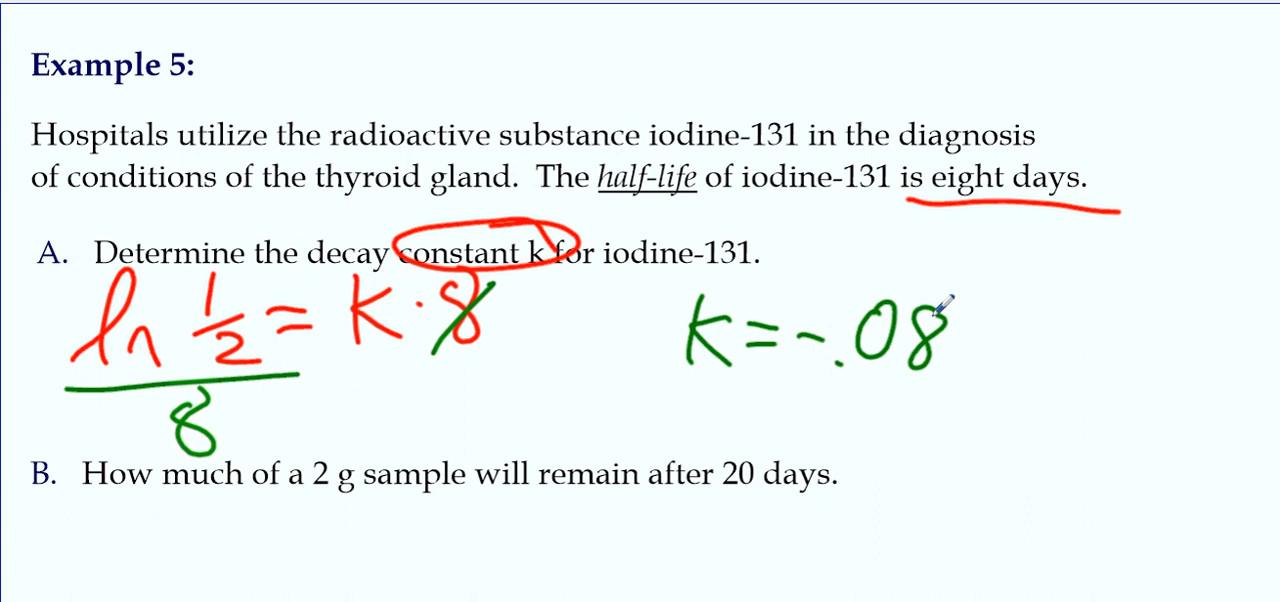 Example 5:
Hospitals utilize the radioactive substance iodine-131 in the diagnosis
of conditions of the thyroid gland. The half-life of iodine-131 is eight days.
A. Determine the decay constant k for iodine-131.
ln 1/2 = K · 8
8
K = -.08
B. How much of a 2 g sample will remain after 20 days.